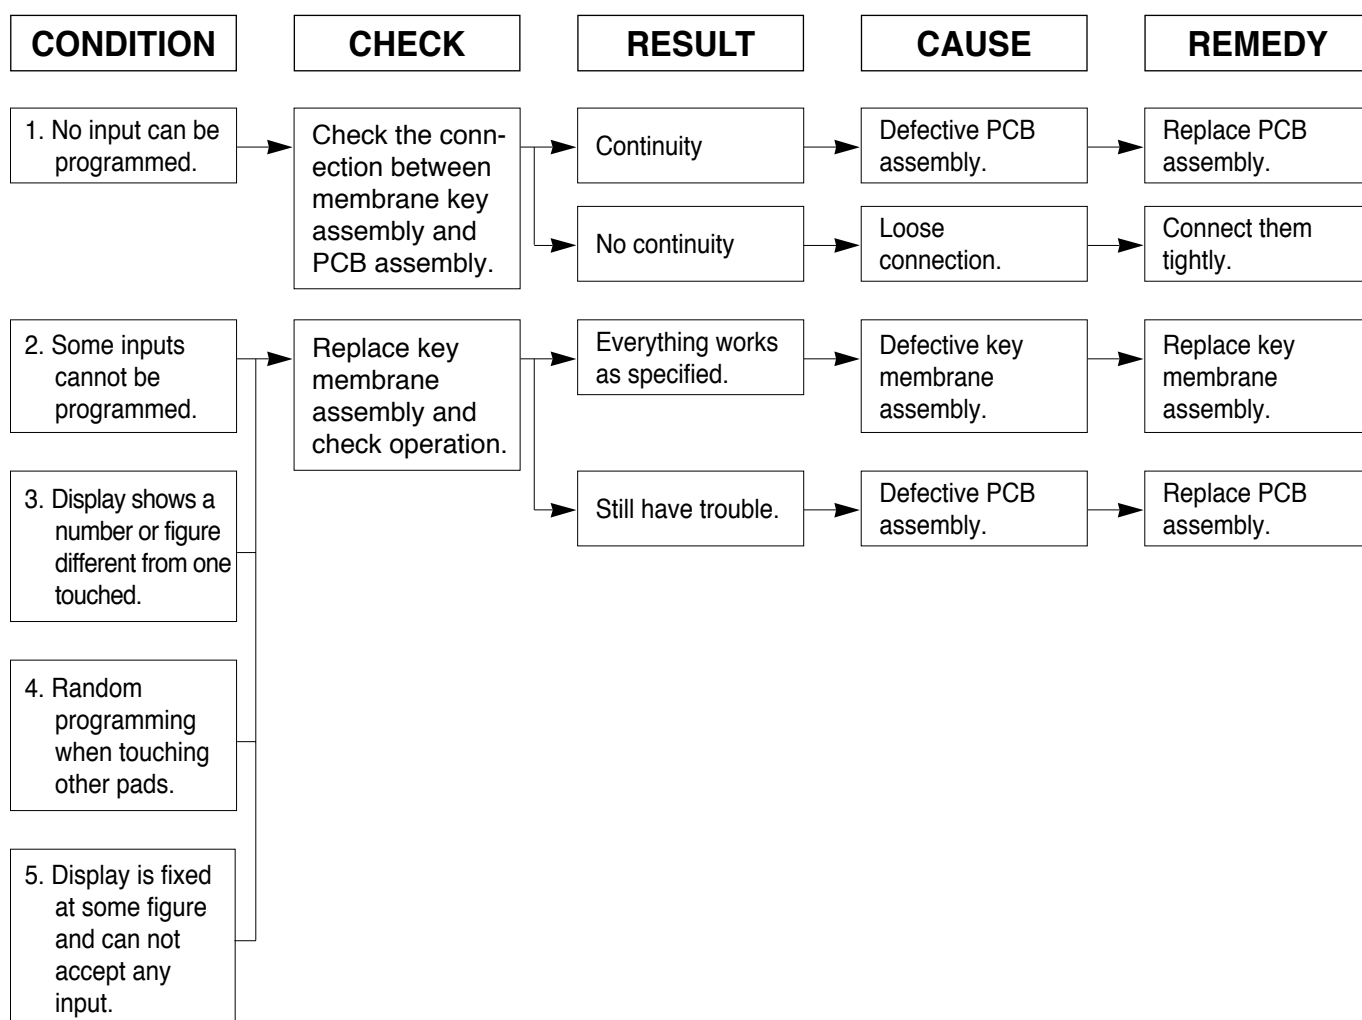 CONDITION
CHECK
RESULT
CAUSE
REMEDY
1. No input can be
programmed.
Check the conn-
ection between
membrane key
assembly and
PCB assembly.
Continuity
Defective PCB
assembly.
Replace PCB
assembly.
No continuity
Loose
connection.
Connect them
tightly.
2. Some inputs
cannot be
programmed.
Replace key
membrane
assembly and
check operation.
Everything works
as specified.
Defective key
membrane
assembly.
Replace key
membrane
assembly.
3. Display shows a
number or figure
different from one
touched.
Still have trouble.
Defective PCB
assembly.
Replace PCB
assembly.
4. Random
programming
when touching
other pads.
5. Display is fixed
at some figure
and can not
accept any
input.